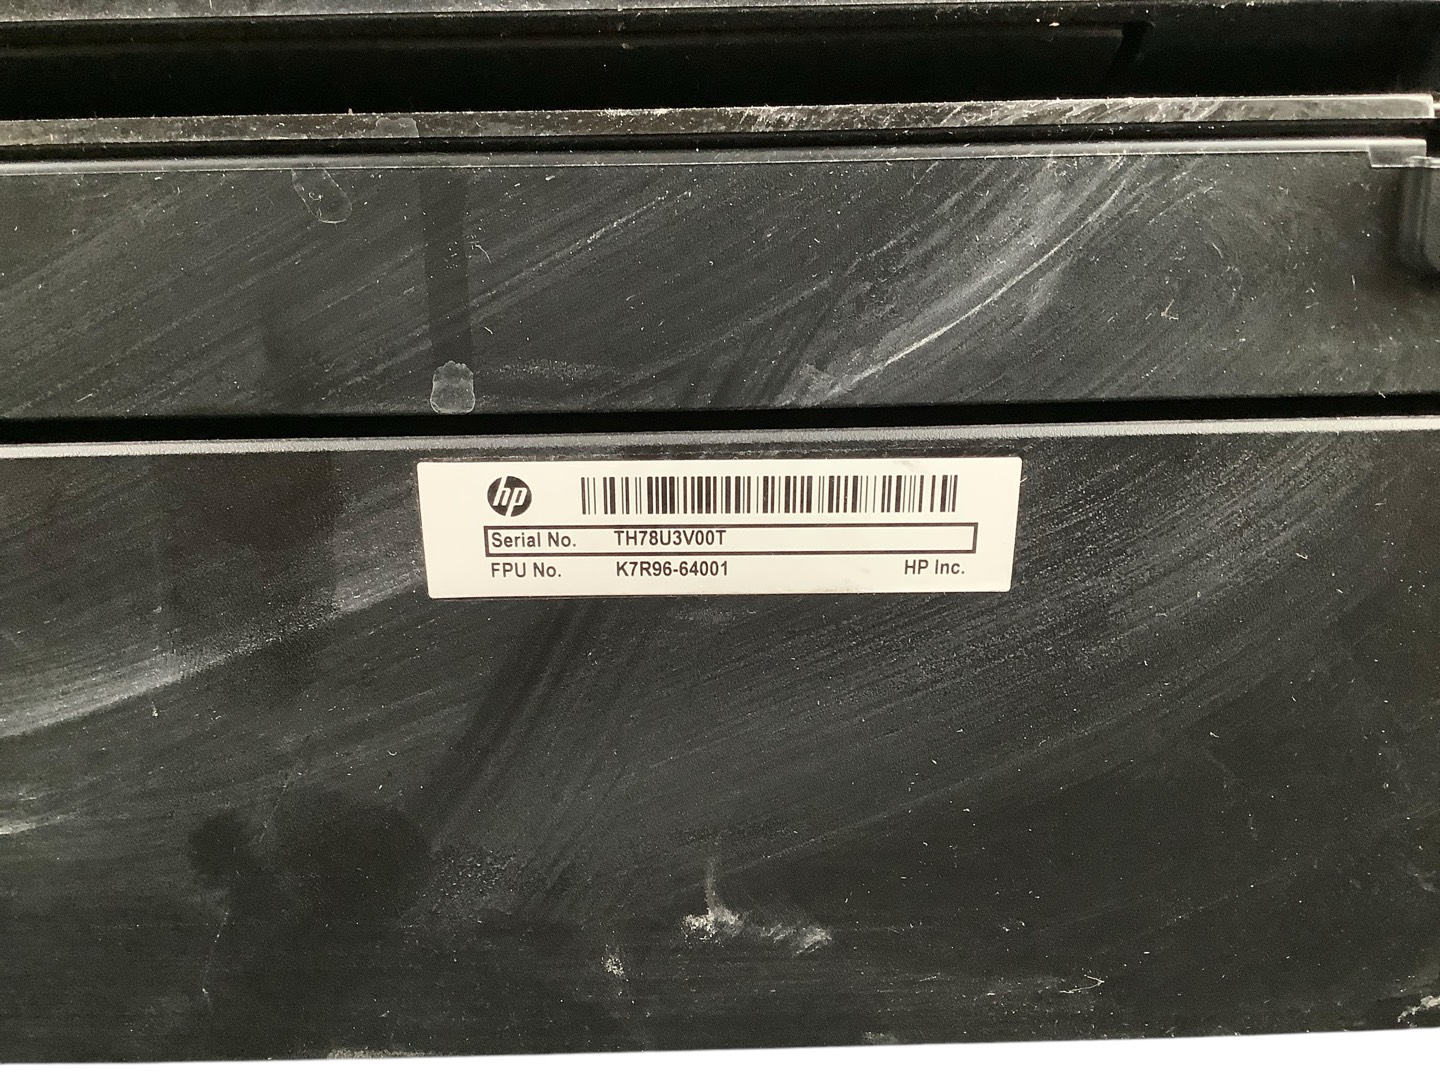 hp
Serial No. TH78U3V00T
FPU No. K7R96-64001 HP Inc.